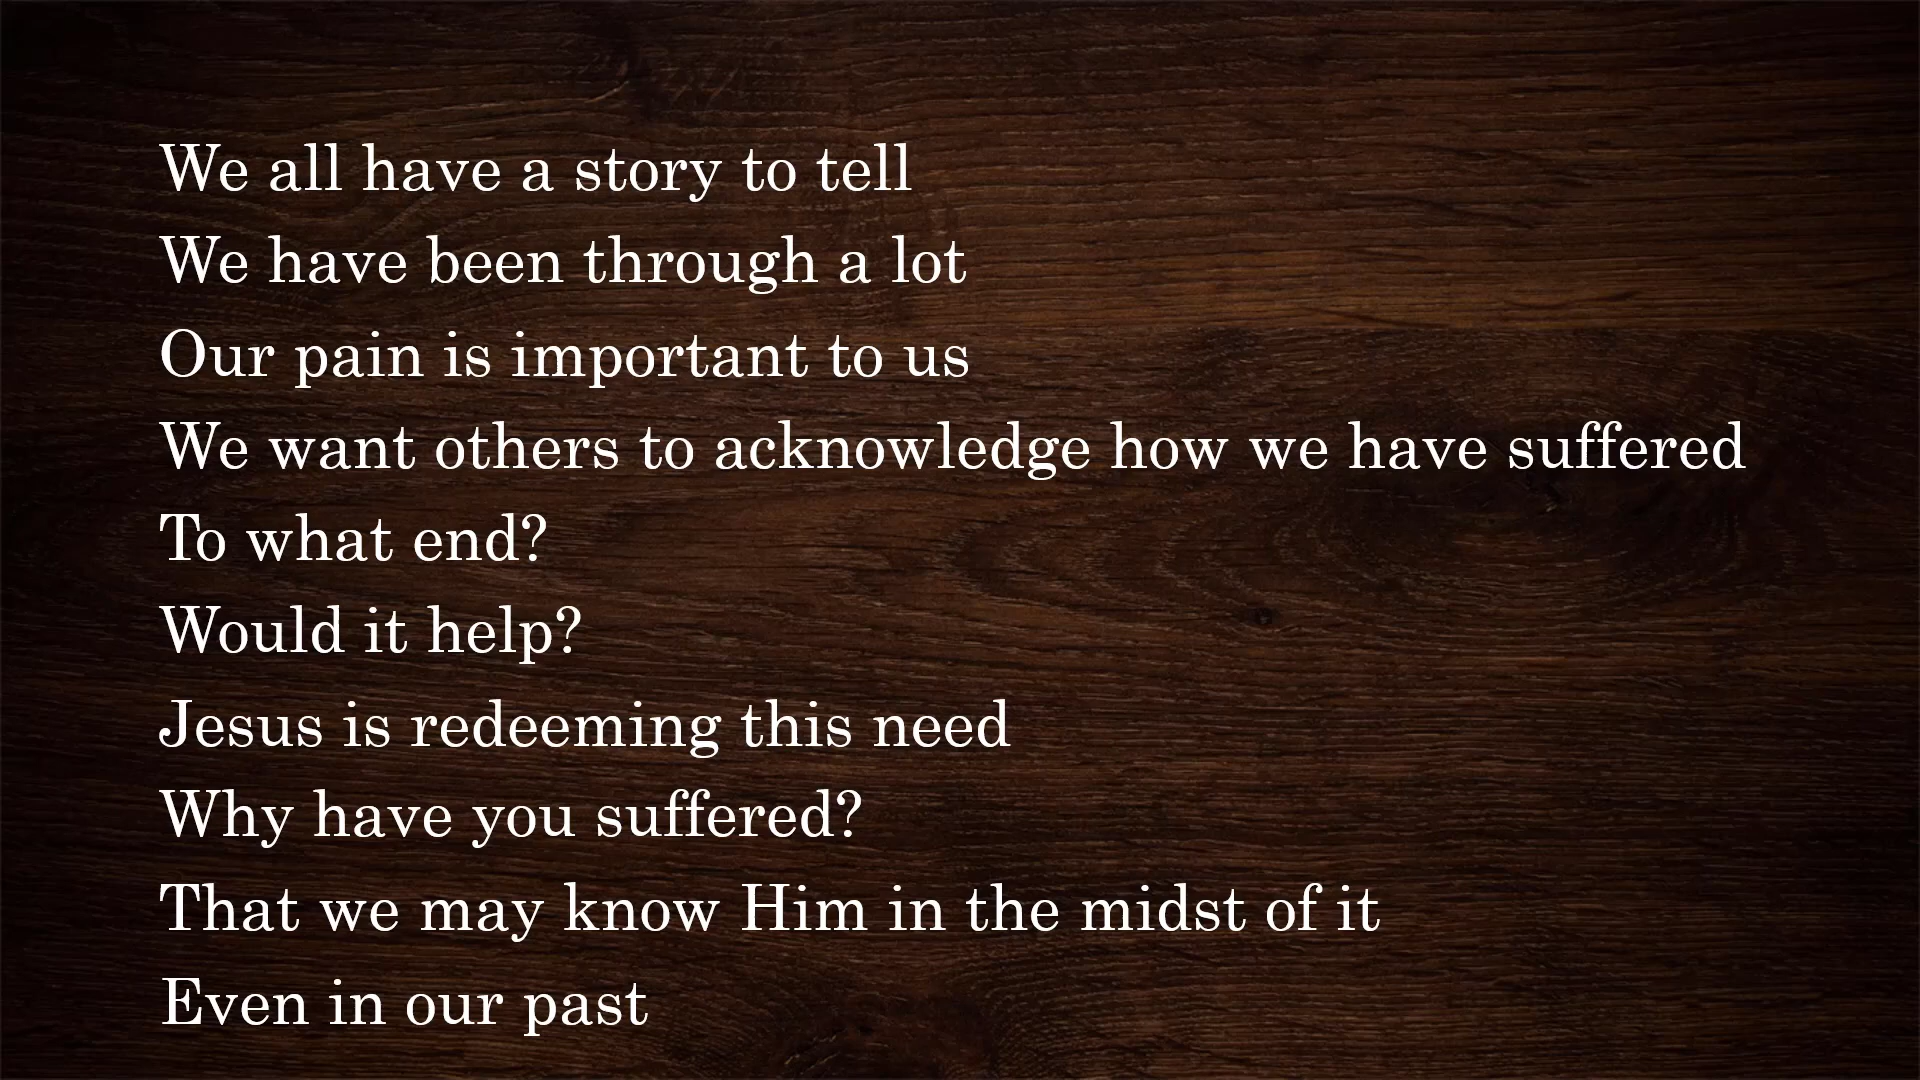 We all have a story to tell
We have been through a lot
Our pain is important to us
We want others to acknowledge how we have suffered
To what end?
Would it help?
Jesus is redeeming this need
Why have you suffered?
That we may know Him in the midst of it
Even in our past